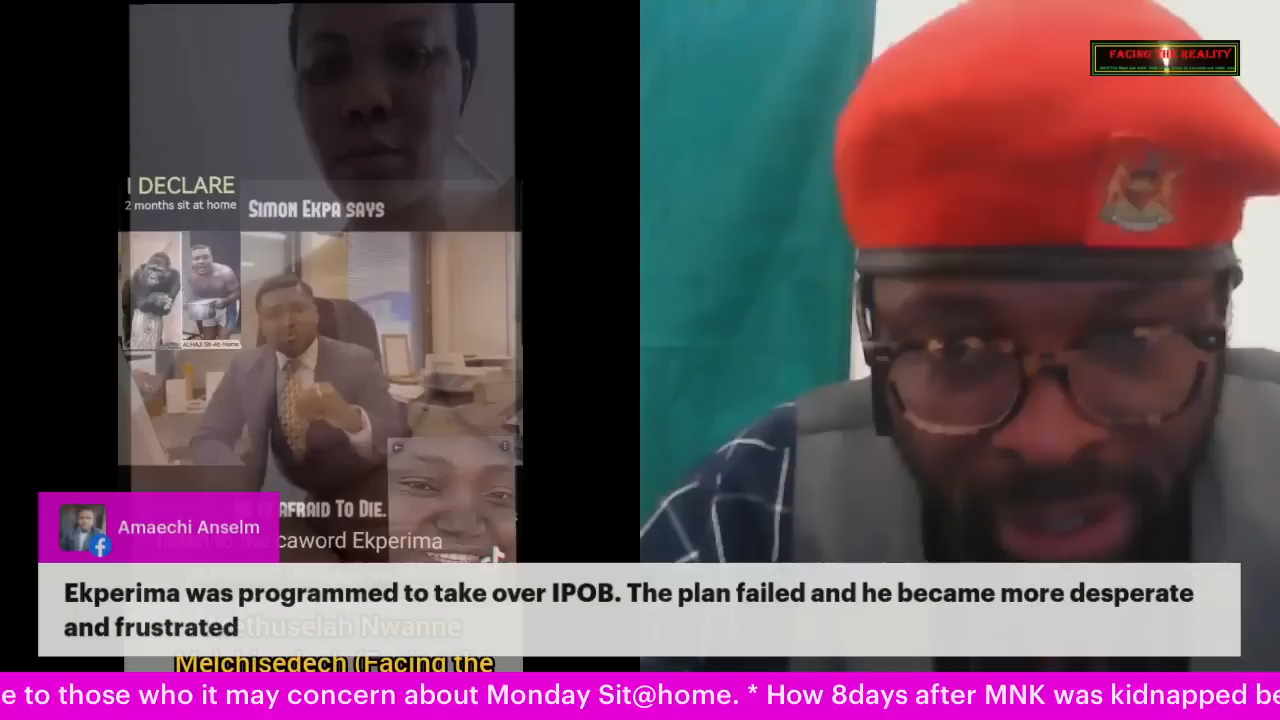 FACING THE REALITY
I DECLARE
2 months sit at home
SIMON EKPA SAYS
ALHAJI Sit-At-Home
AFRAID TO DIE.
caword Ekperima
Amaechi Anselm
Ekperima was programmed to take over IPOB. The plan failed and he became more desperate
and frustrated
ethuselah Nwanne
Melchisedech (Facing the
e to those who it may concern about Monday Sit@home. * How 8days after MNK was kidnapped be